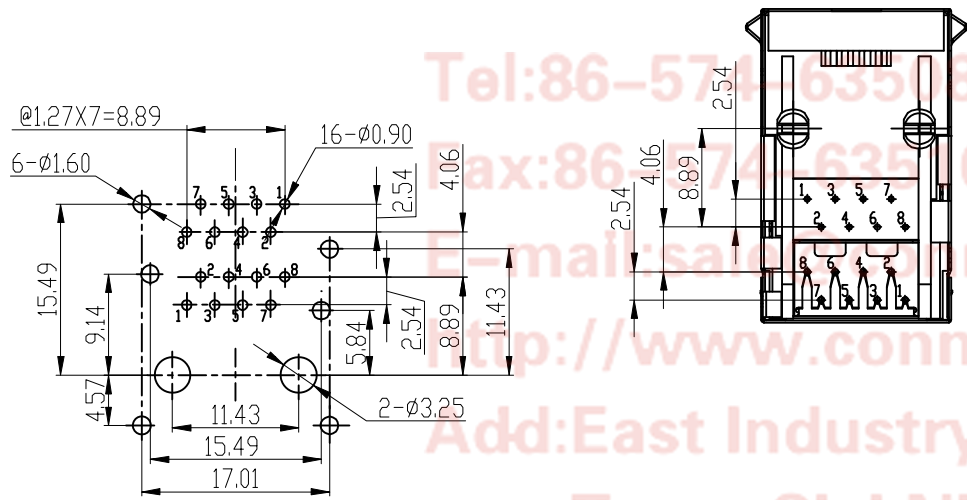 Tel:86-574-63508
Fax:86-574-6351
E-mail:sale@conn
Http://www.conn
Add:East Industry
@1.27X7=8.89
16-ø0.90
6-ø1.60
4.06
2.54
7 5 3 1
8 6 4 2
2 4 6 8
1 3 5 7
15.49
9.14
4.57
2.54
5.84
8.89
11.43
11.43
2-ø3.25
15.49
17.01
2.54
4.06
8.89
2.54
1 3 5 7
2 4 6 8
8 6 4 2
7 5 3 1